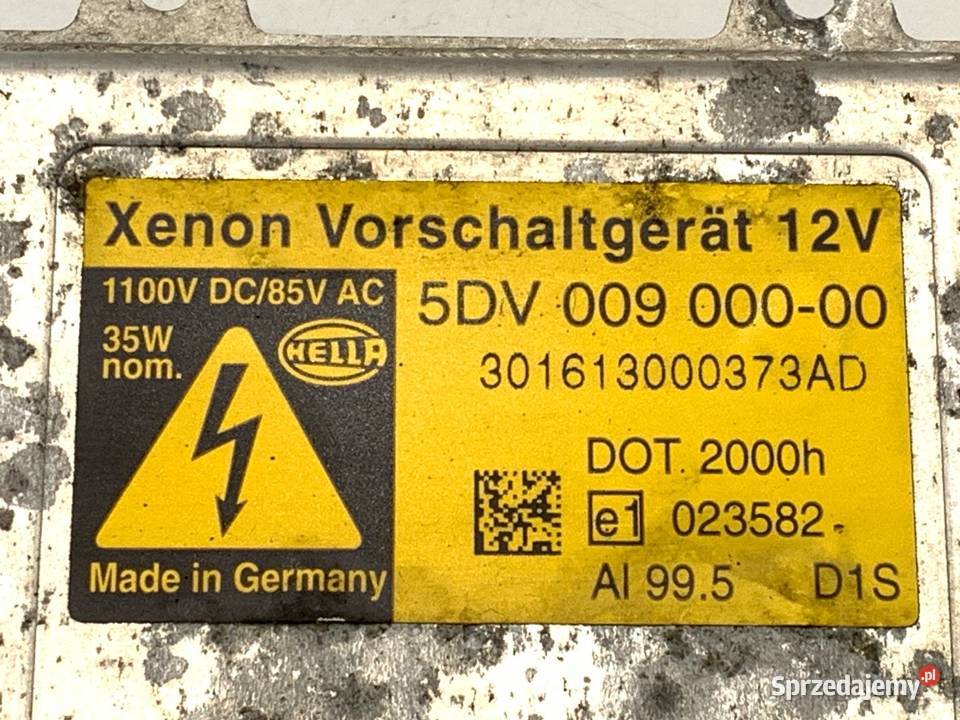 Xenon Vorschaltgerät 12V
1100V DC/85V AC
35W
nom.
HELLA
5DV 009 000-00
301613000373AD
DOT. 2000h
e1 023582
Al 99.5 D1S
Made in Germany
Sprzedajemy.pl